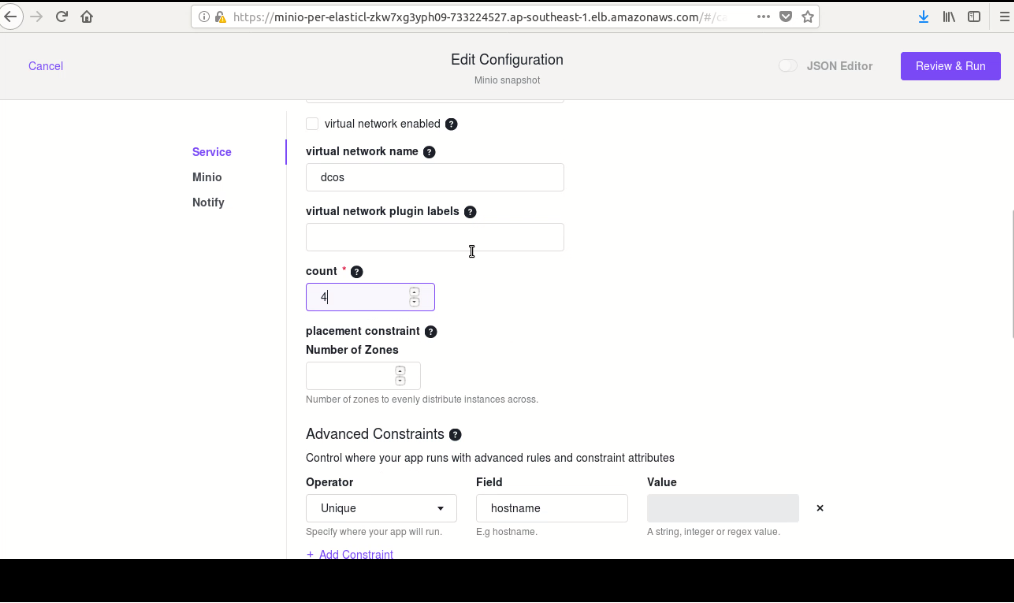 https://minio-per-elasticl-zkw7xg3yph09-733224527.ap-southeast-1.elb.amazonaws.com/#/ca
Cancel
Edit Configuration
Minio snapshot
JSON Editor
Review & Run
Service
Minio
Notify
virtual network enabled ?
virtual network name ?
dcos
virtual network plugin labels ?
count * ?
4
placement constraint ?
Number of Zones
Number of zones to evenly distribute instances across.
Advanced Constraints ?
Control where your app runs with advanced rules and constraint attributes
Operator Field Value
Unique hostname
Specify where your app will run. E.g hostname. A string, integer or regex value.
+ Add Constraint